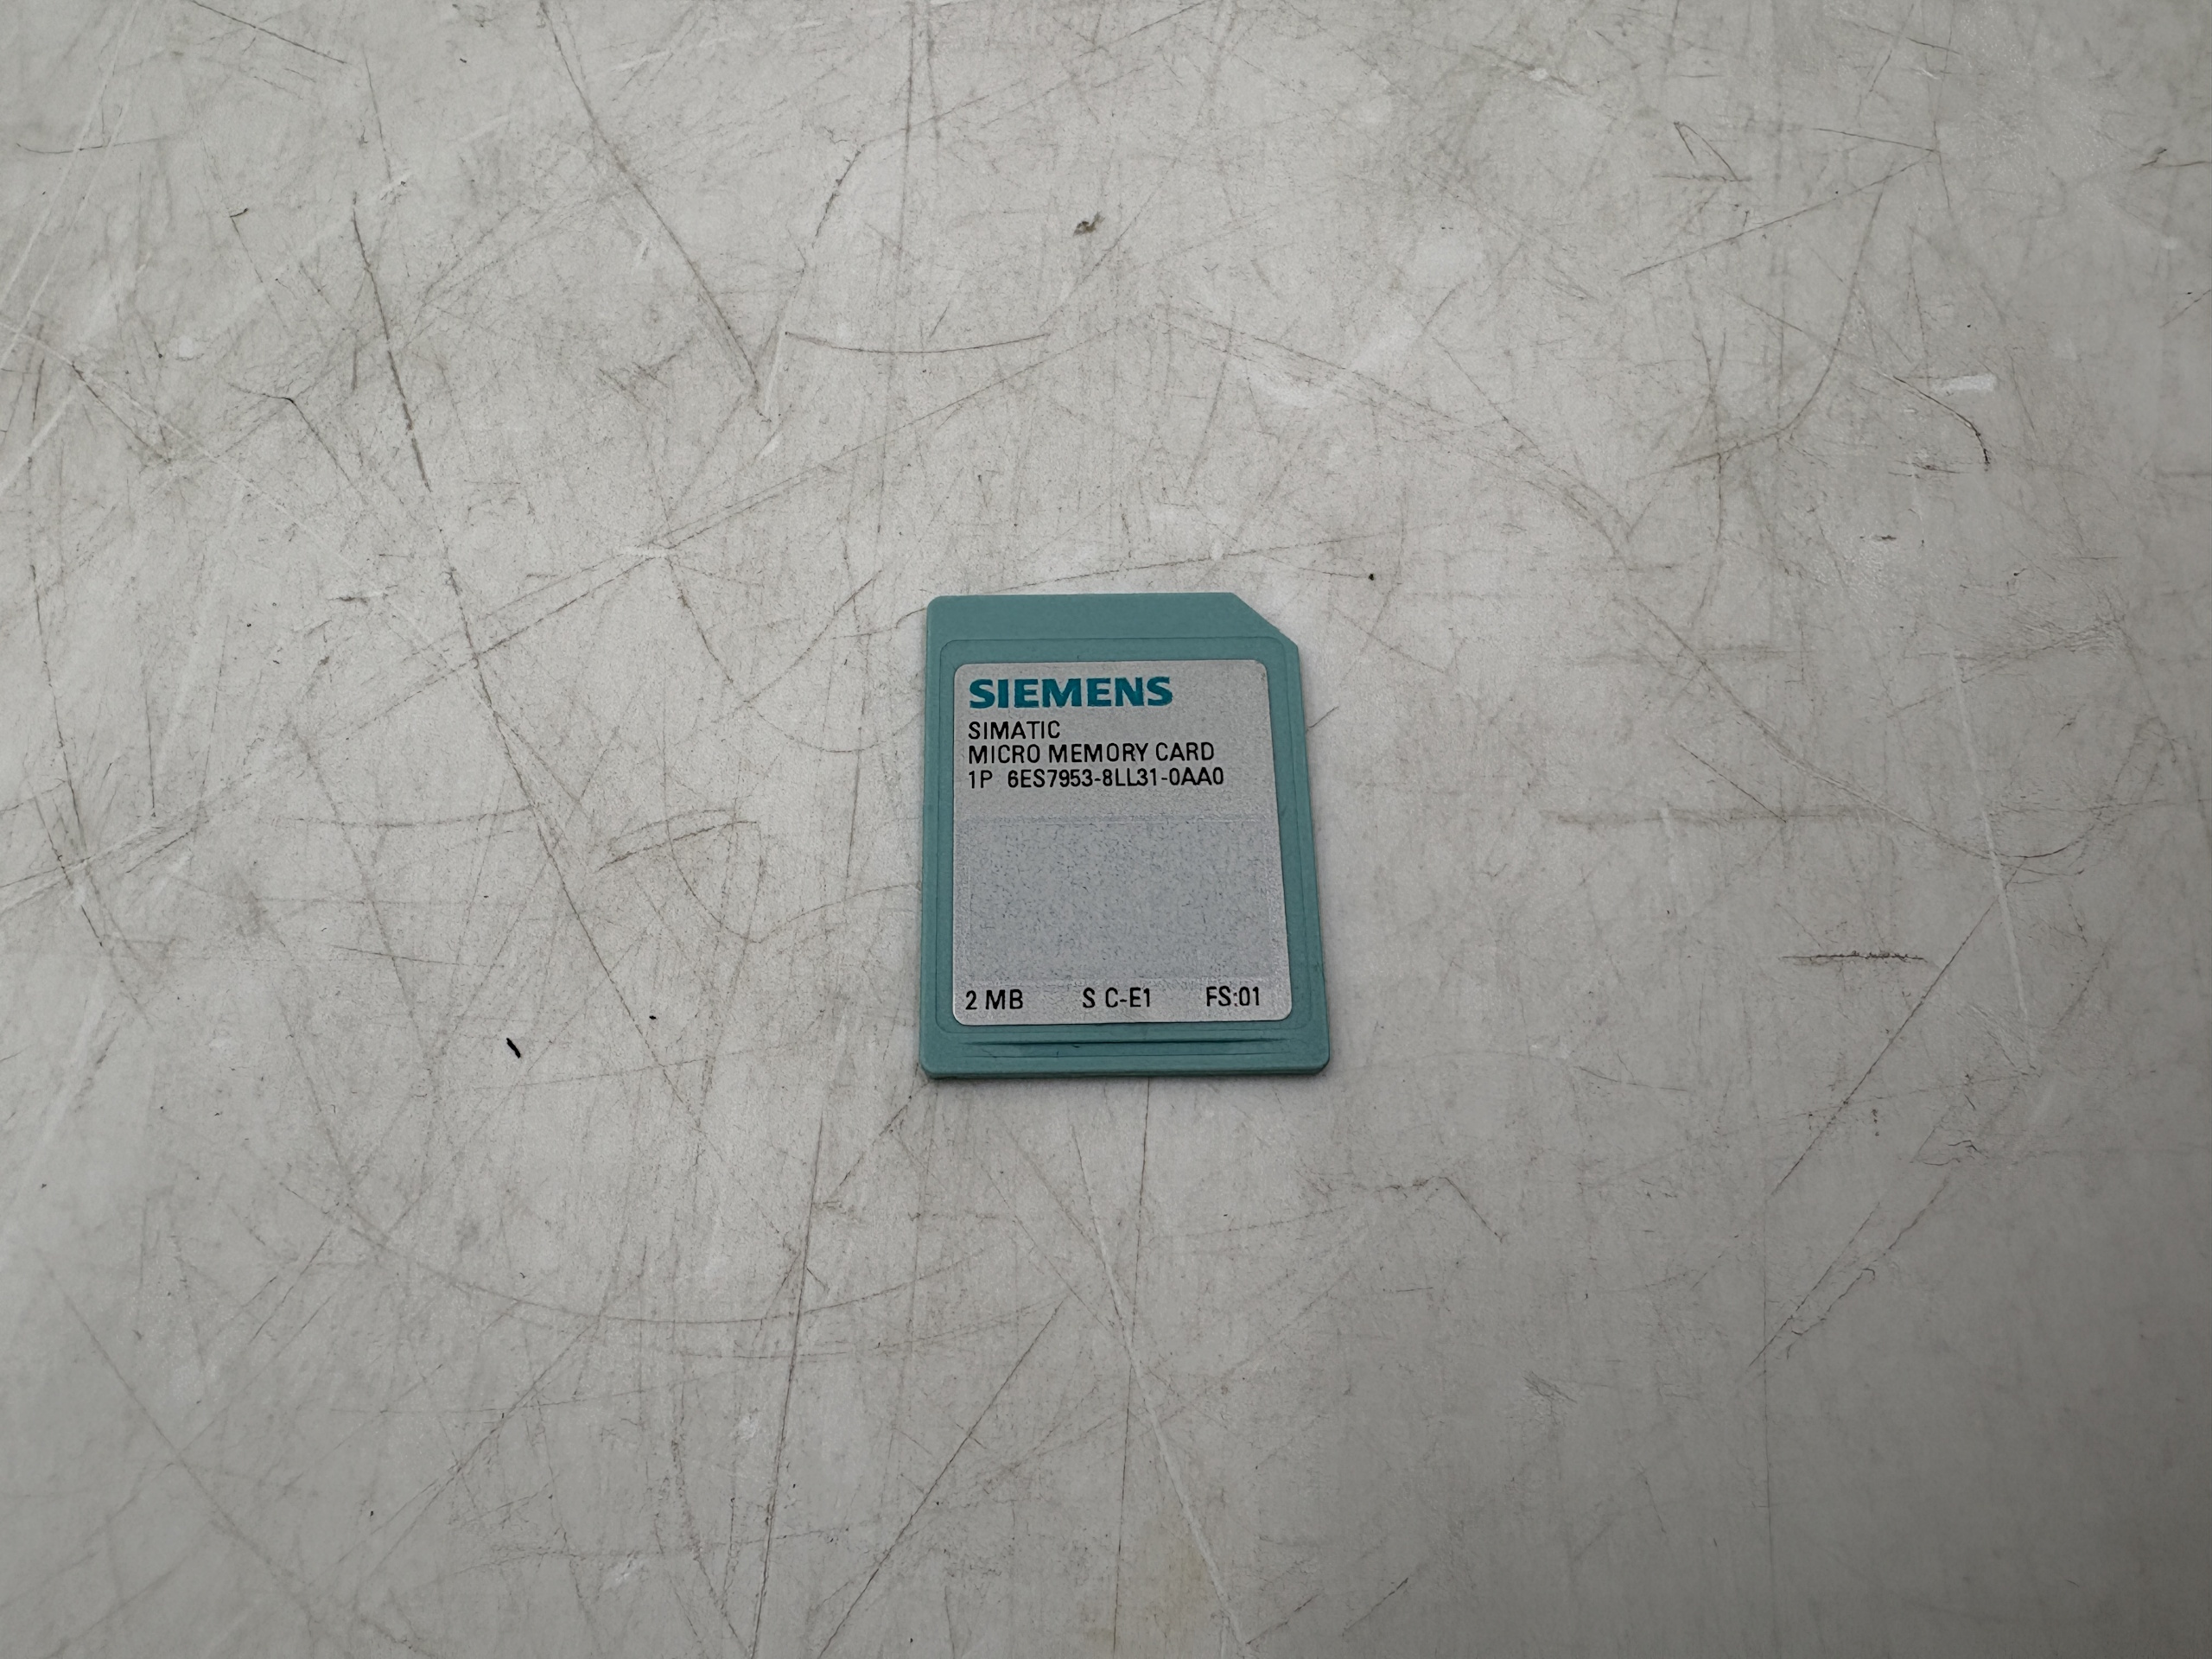 SIEMENS
SIMATIC
MICRO MEMORY CARD
1P 6ES7953-8LL31-0AA0
2 MB S C-E1 FS:01